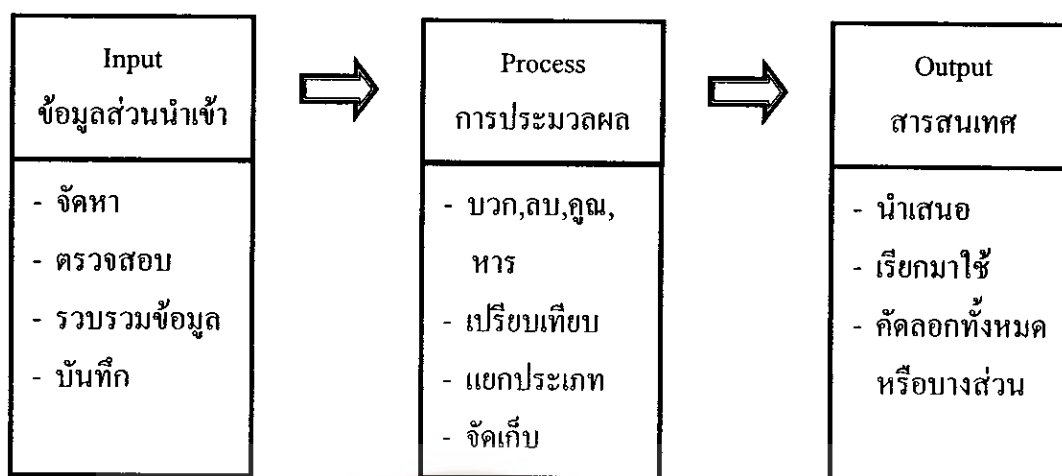 Input
ข้อมูลส่วนนำเข้า
- จัดหา
- ตรวจสอบ
- รวบรวมข้อมูล
- บันทึก
Process
การประมวลผล
- บวก,ลบ,คูณ,
หาร
- เปรียบเทียบ
- แยกประเภท
- จัดเก็บ
Output
สารสนเทศ
- นำเสนอ
- เรียกมาใช้
- คัดลอกทั้งหมด
หรือบางส่วน